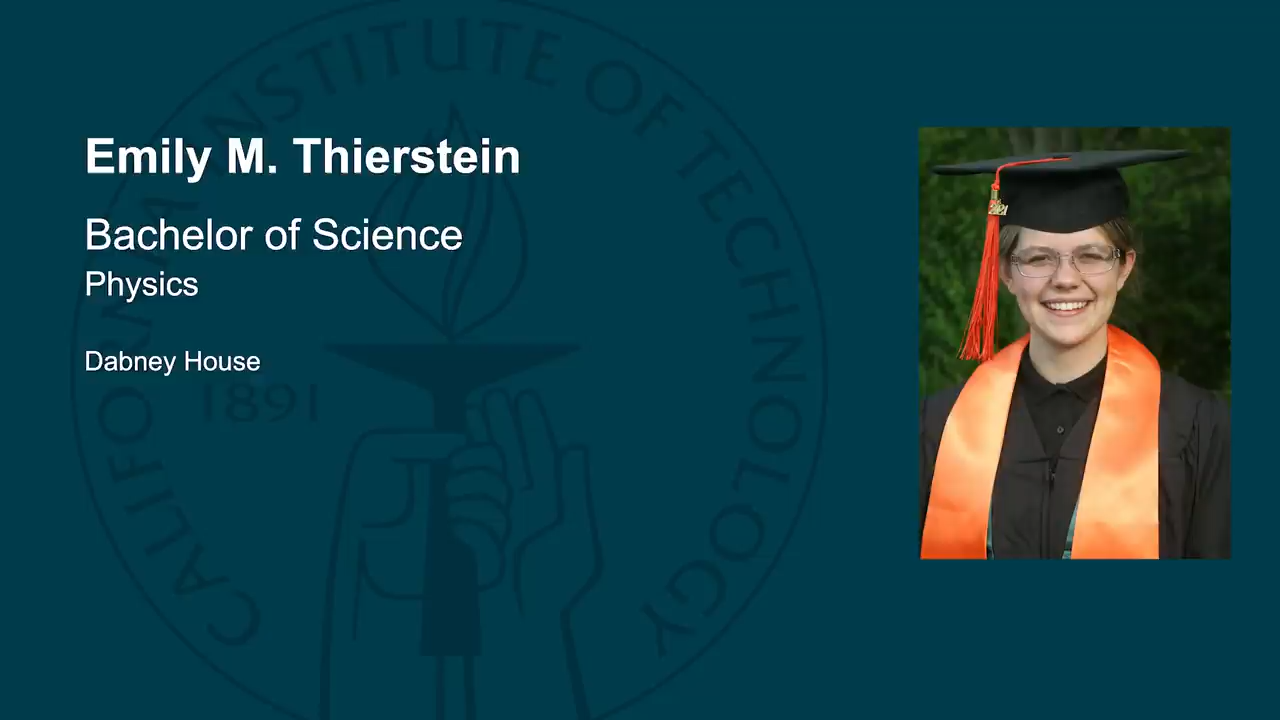 Emily M. Thierstein
Bachelor of Science
Physics
Dabney House
CALIFORNIA INSTITUTE OF TECHNOLOGY
1891